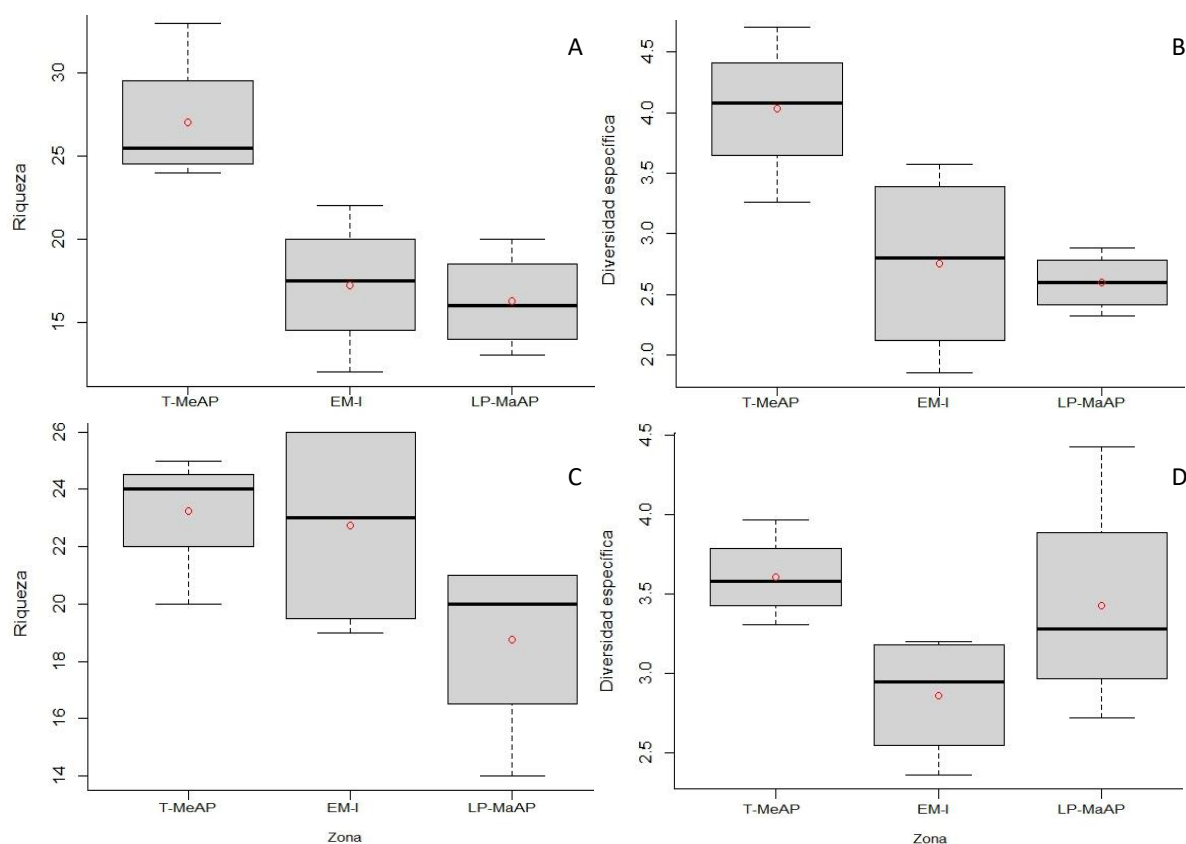 A
Riqueza
30
25
20
15
T-MeAP EM-I LP-MaAP
B
Diversidad específica
4.5
4.0
3.5
3.0
2.5
2.0
T-MeAP EM-I LP-MaAP
C
Riqueza
26
24
22
20
18
16
14
T-MeAP EM-I LP-MaAP
Zona
D
Diversidad específica
4.5
4.0
3.5
3.0
2.5
T-MeAP EM-I LP-MaAP
Zona